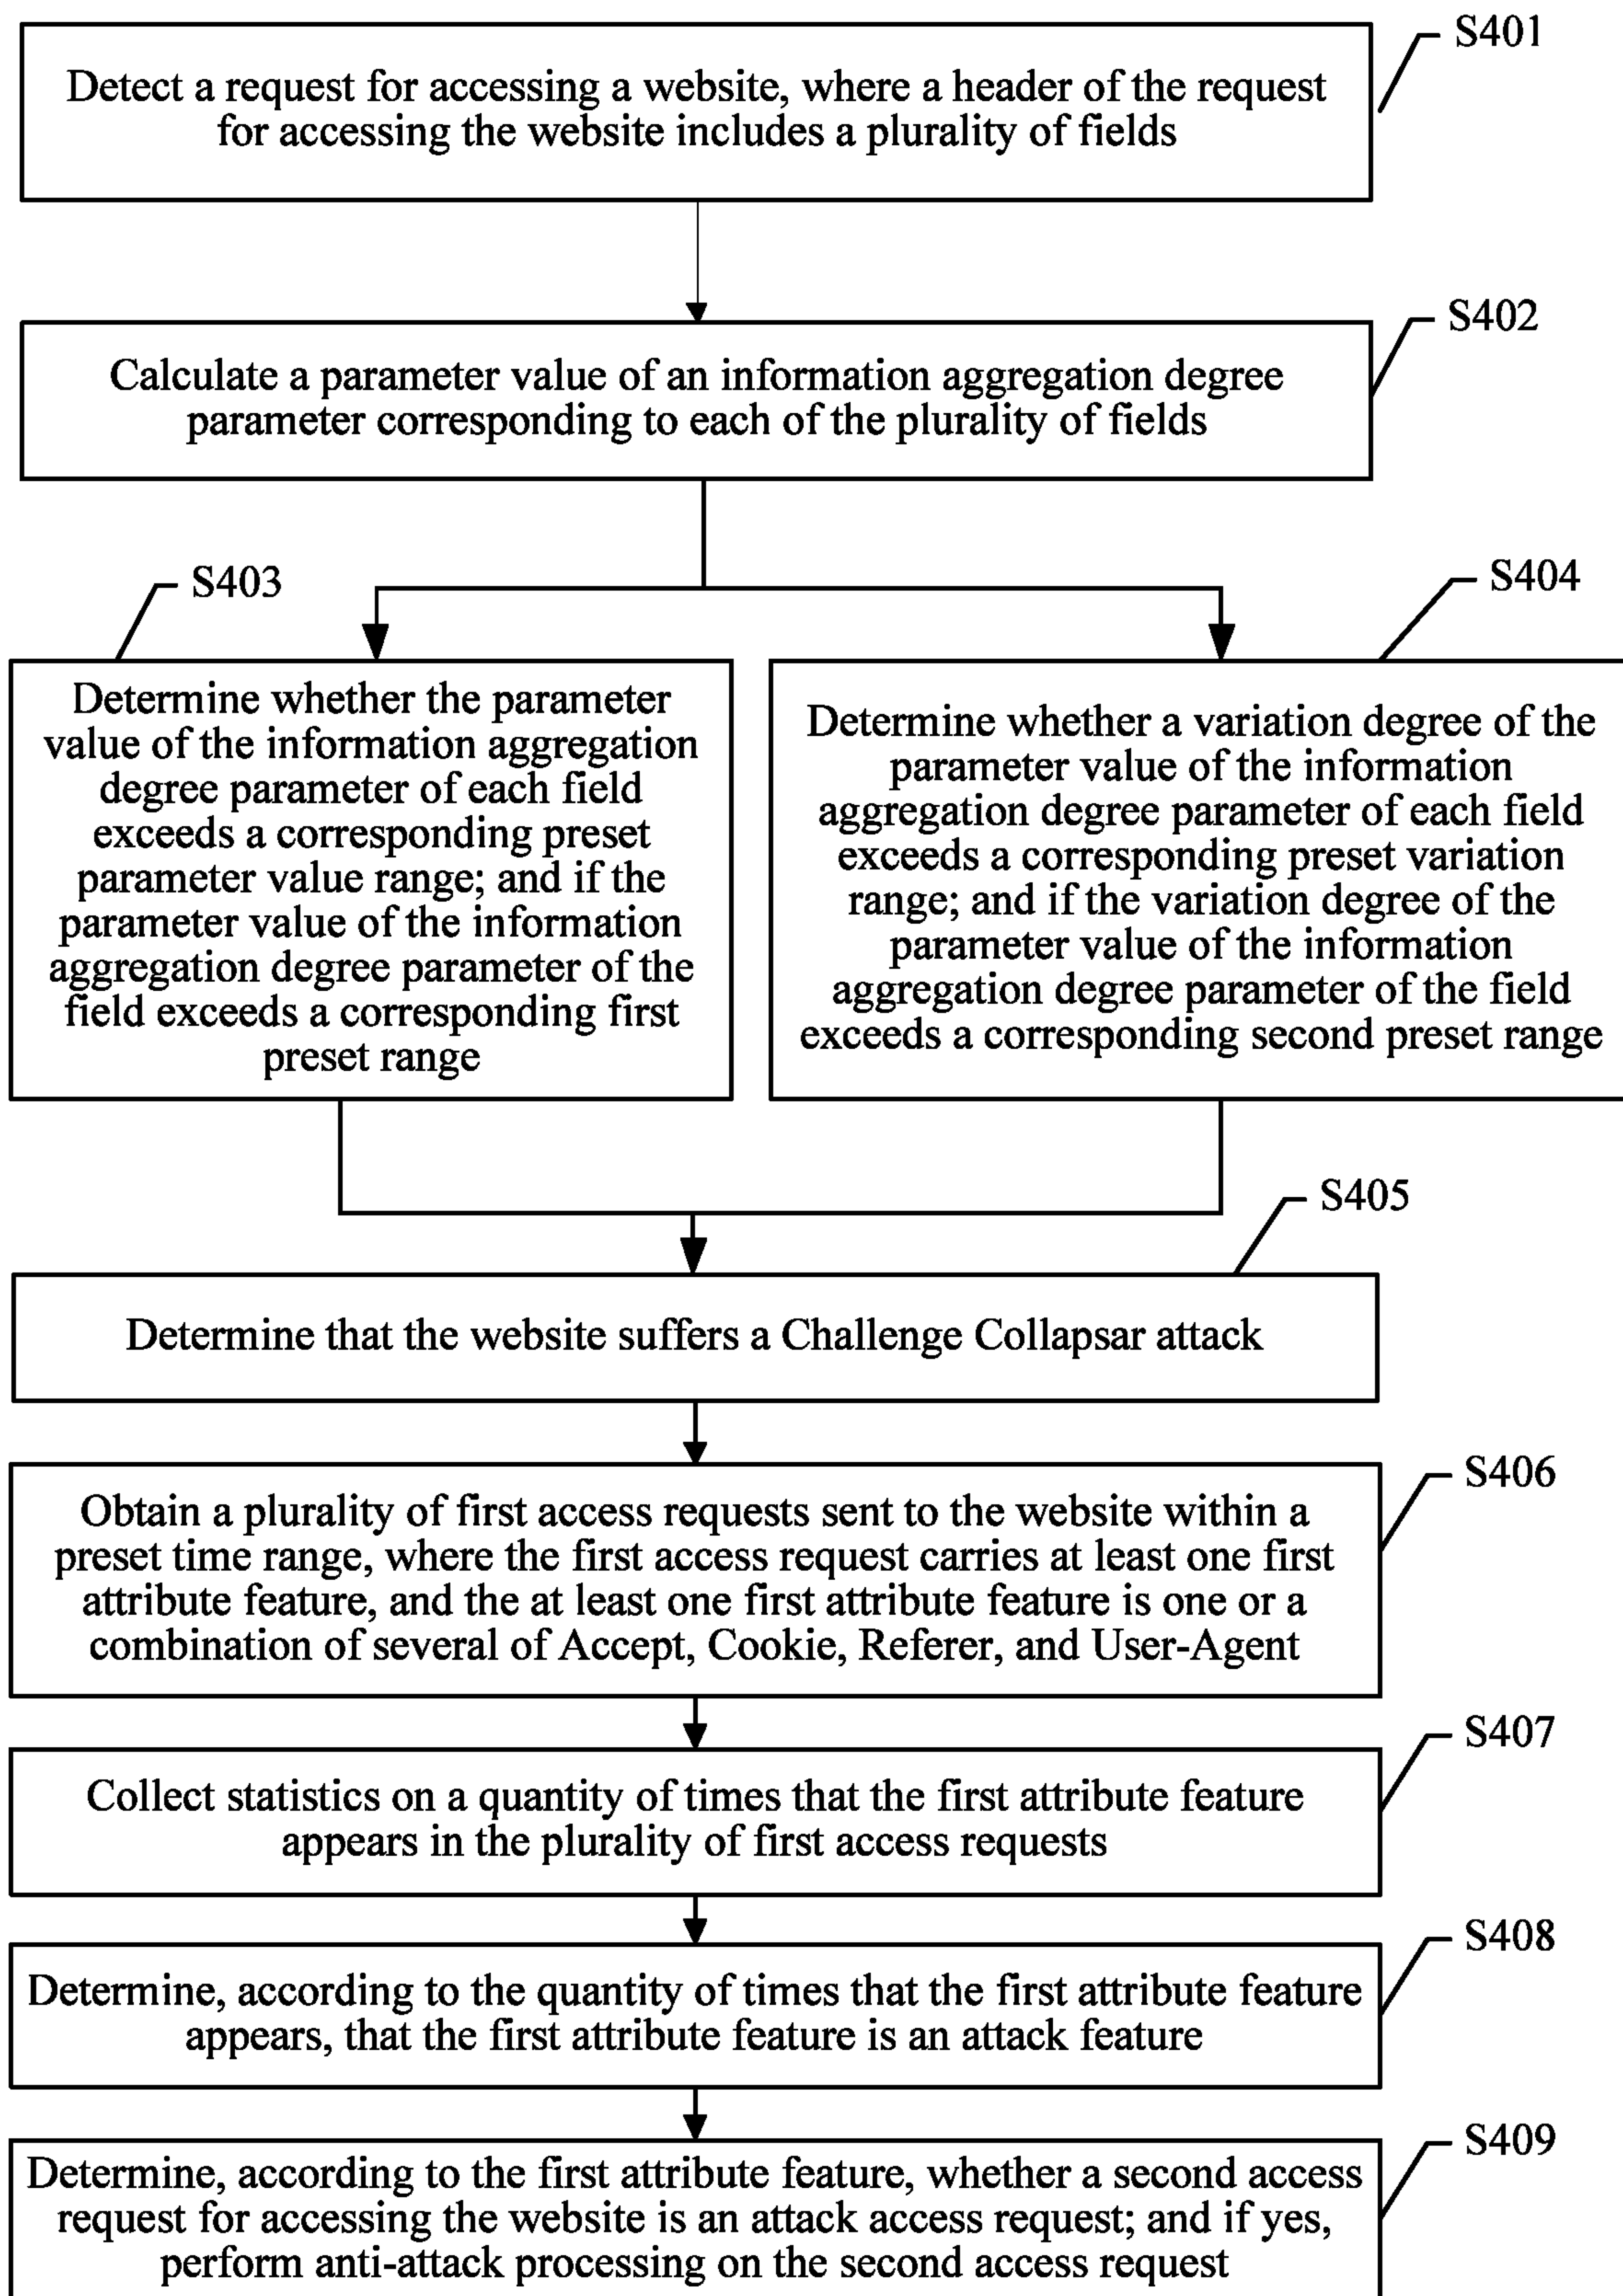 S401
Detect a request for accessing a website, where a header of the request
for accessing the website includes a plurality of fields
S402
Calculate a parameter value of an information aggregation degree
parameter corresponding to each of the plurality of fields
S403
Determine whether the parameter
value of the information aggregation
degree parameter of each field
exceeds a corresponding preset
parameter value range; and if the
parameter value of the information
aggregation degree parameter of the
field exceeds a corresponding first
preset range
S404
Determine whether a variation degree of the
parameter value of the information
aggregation degree parameter of each field
exceeds a corresponding preset variation
range; and if the variation degree of the
parameter value of the information
aggregation degree parameter of the field
exceeds a corresponding second preset range
S405
Determine that the website suffers a Challenge Collapsar attack
S406
Obtain a plurality of first access requests sent to the website within a
preset time range, where the first access request carries at least one first
attribute feature, and the at least one first attribute feature is one or a
combination of several of Accept, Cookie, Referer, and User-Agent
S407
Collect statistics on a quantity of times that the first attribute feature
appears in the plurality of first access requests
S408
Determine, according to the quantity of times that the first attribute feature
appears, that the first attribute feature is an attack feature
S409
Determine, according to the first attribute feature, whether a second access
request for accessing the website is an attack access request; and if yes,
perform anti-attack processing on the second access request